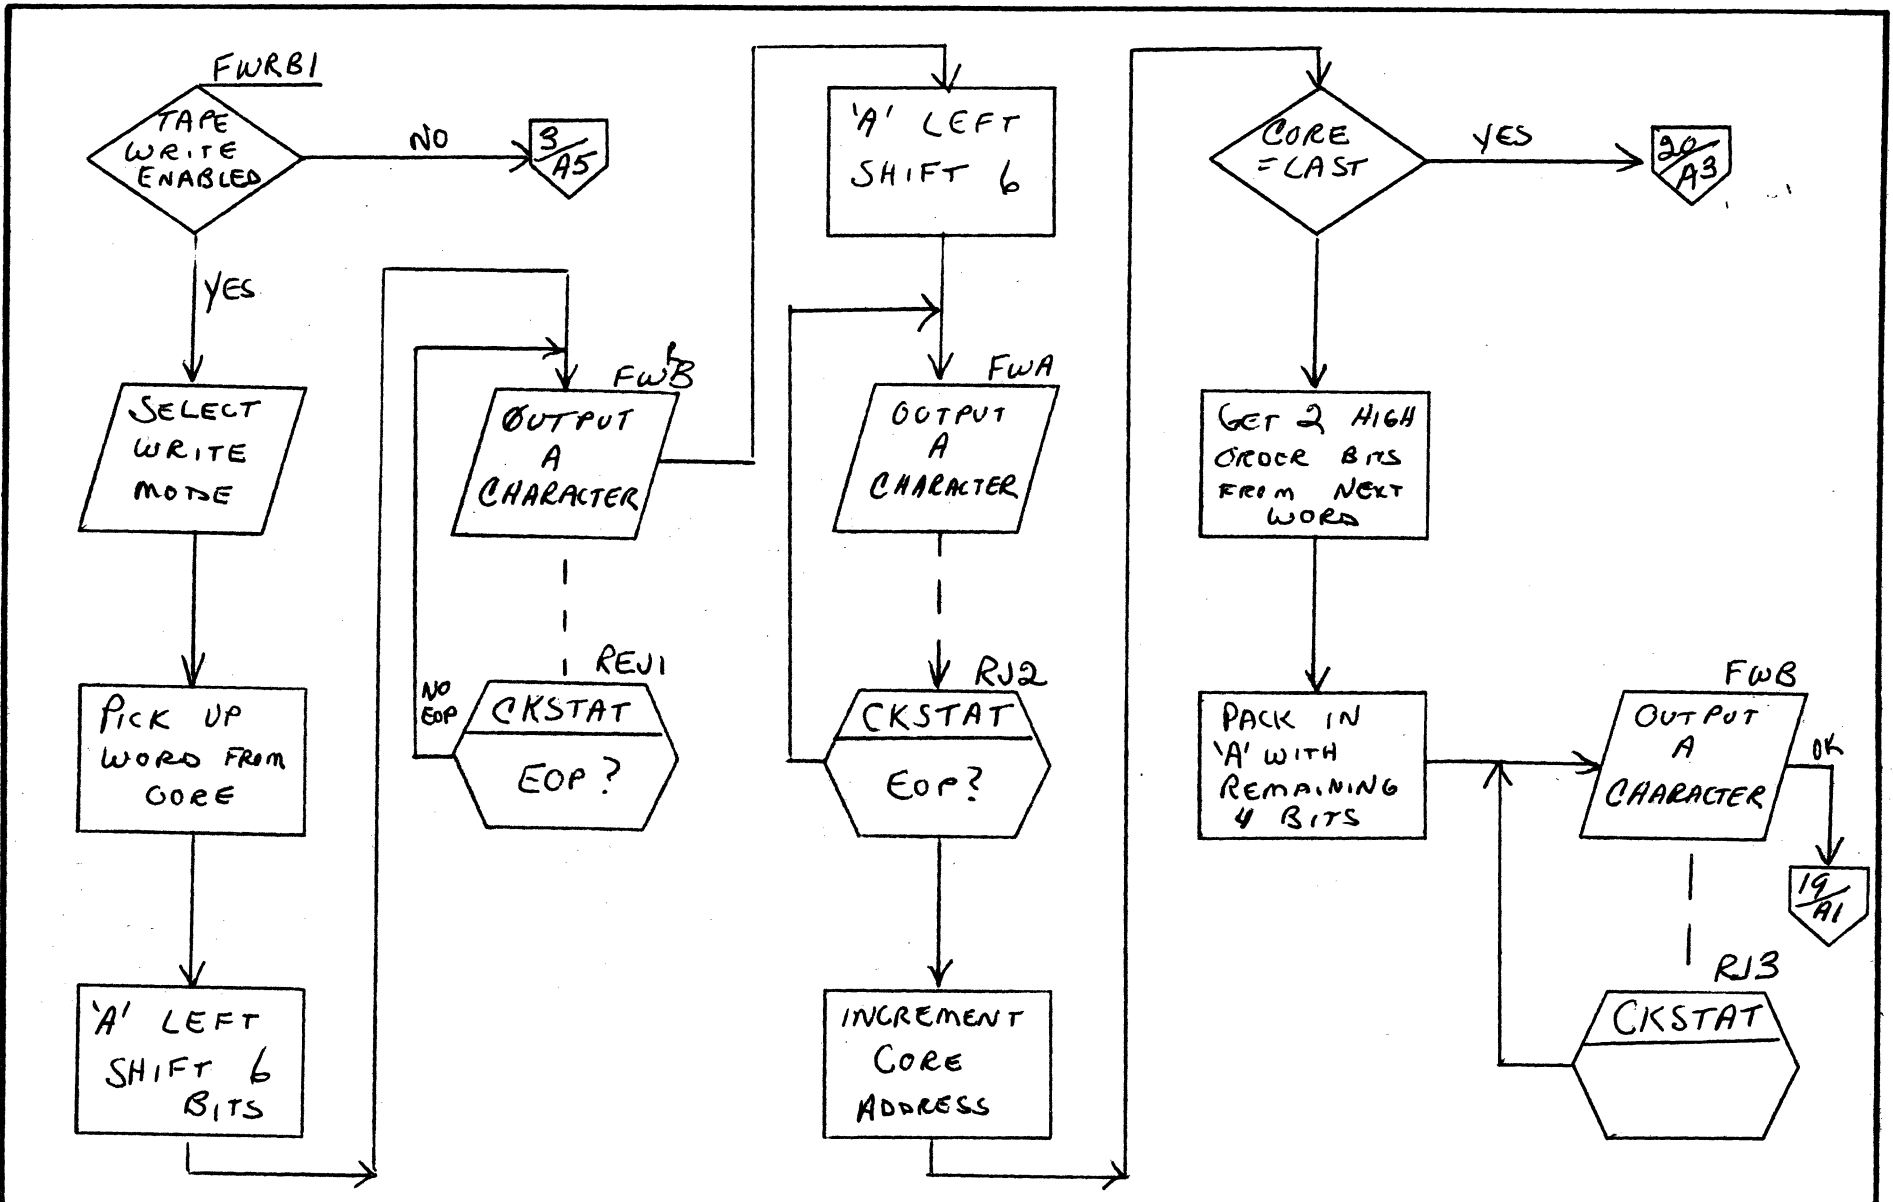 FWRB1
TAPE
WRITE
ENABLED
NO
3/A5
YES
SELECT
WRITE
MODE
PICK UP
WORD FROM
CORE
'A' LEFT
SHIFT 6
BITS
FWB
OUTPUT
A
CHARACTER
REJ1
NO
EOP
CKSTAT
EOP?
'A' LEFT
SHIFT 6
FWA
OUTPUT
A
CHARACTER
RJ2
CKSTAT
EOP?
INCREMENT
CORE
ADDRESS
CORE
=LAST
YES
20/A3
GET 2 HIGH
ORDER BITS
FROM NEXT
WORD
PACK IN
'A' WITH
REMAINING
4 BITS
FWB
OUTPUT
A
CHARACTER
OK
19/A1
RJ3
CKSTAT